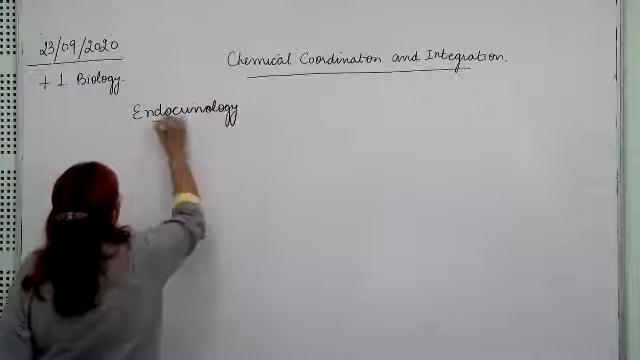 23/09/2020
+1 Biology.
Chemical Coordination and Integration.
Endocrinology